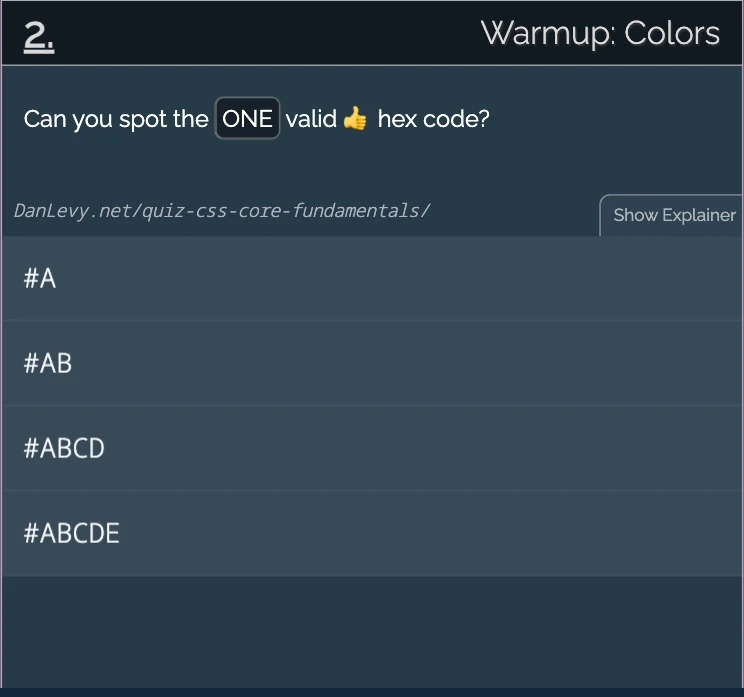 2.
Warmup: Colors
Can you spot the ONE valid 👍 hex code?
DanLevy.net/quiz-css-core-fundamentals/
Show Explainer
#A
#AB
#ABCD
#ABCDE